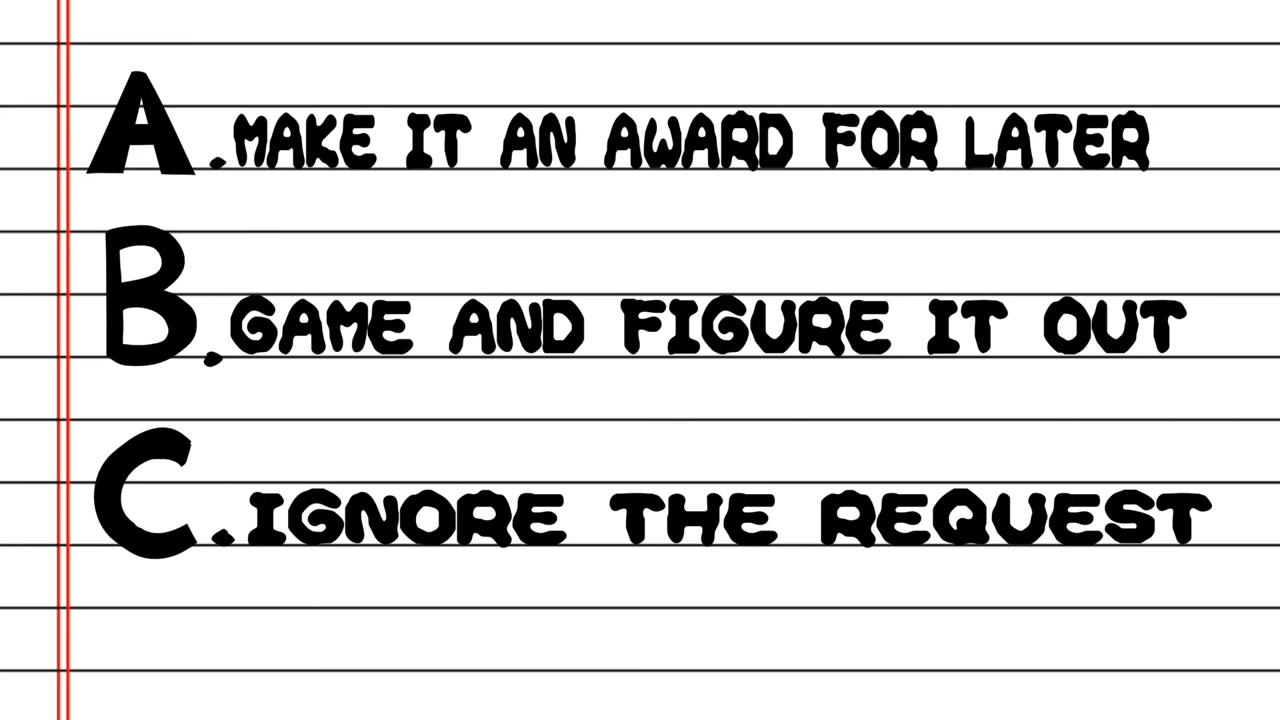 A. MAKE IT AN AWARD FOR LATER
B. GAME AND FIGURE IT OUT
C. IGNORE THE REQUEST